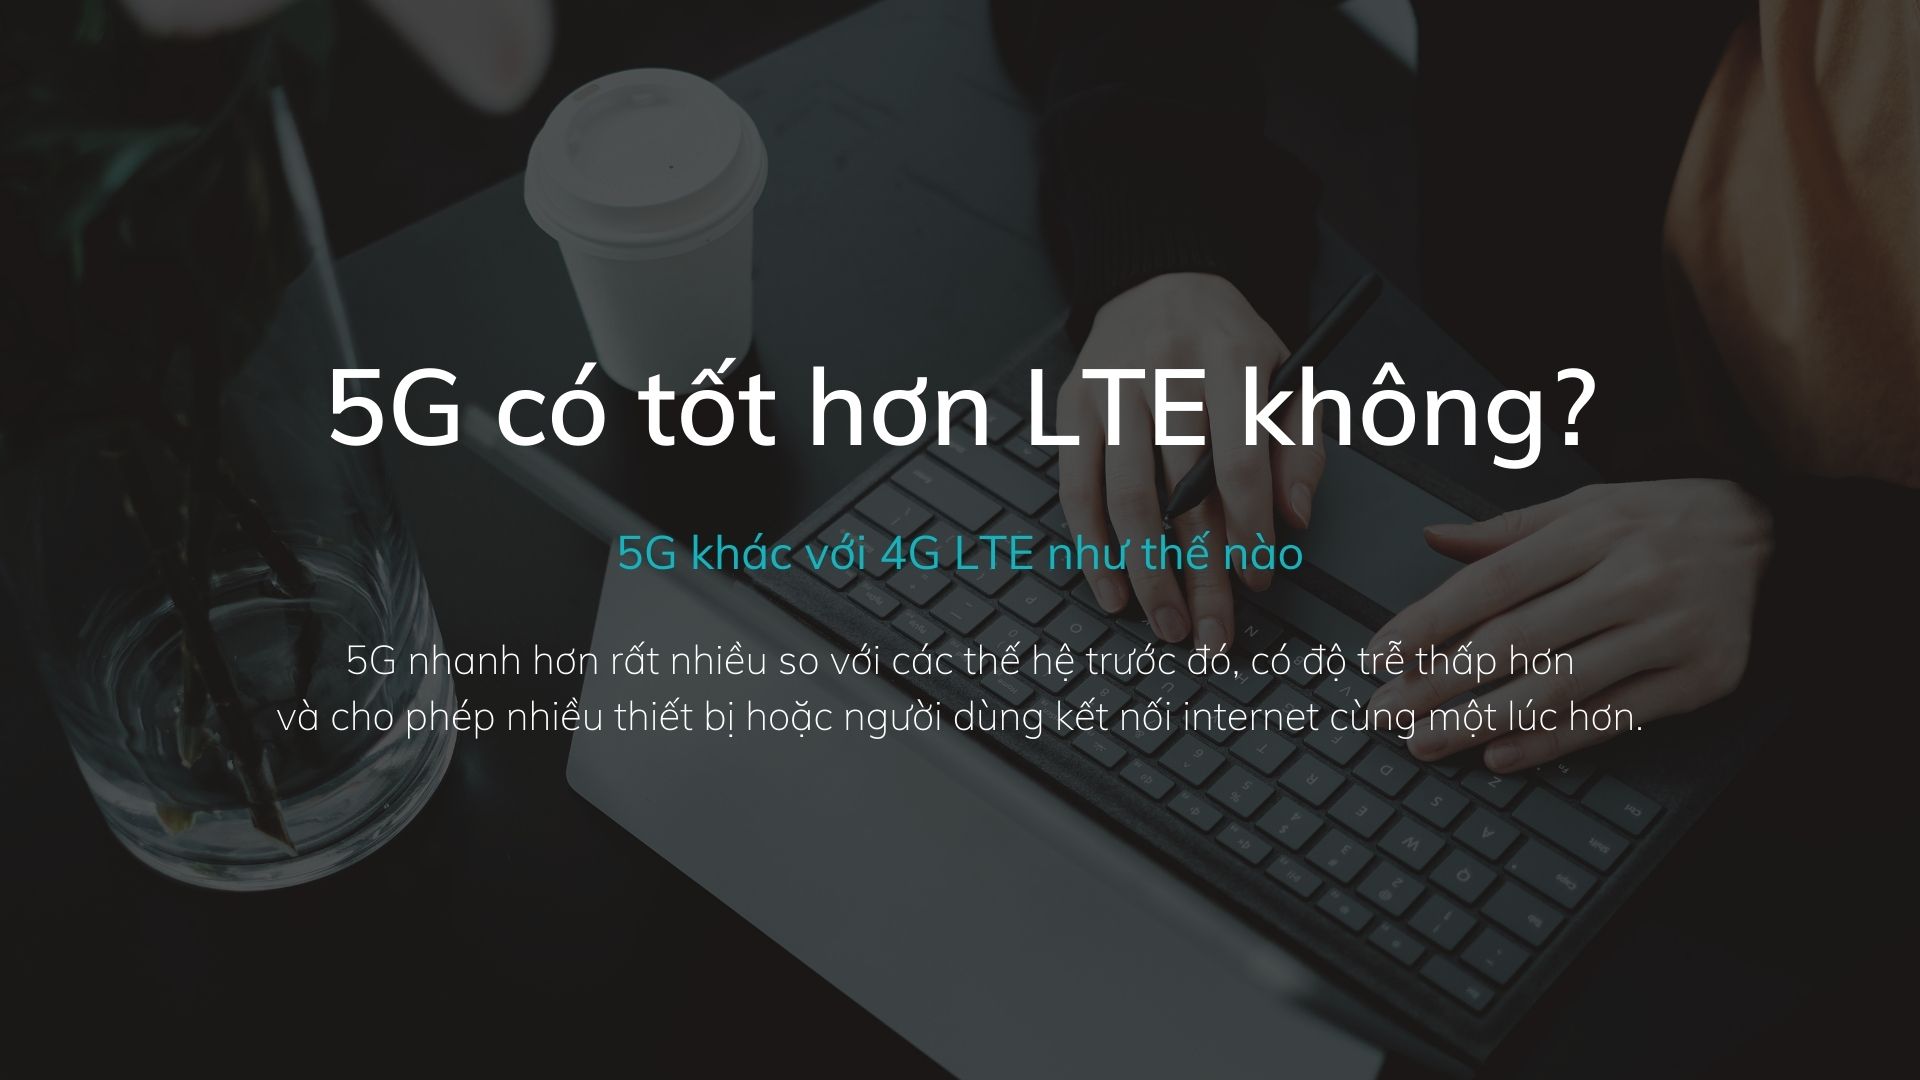 5G có tốt hơn LTE không?
5G khác với 4G LTE như thế nào
5G nhanh hơn rất nhiều so với các thế hệ trước đó, có độ trễ thấp hơn
và cho phép nhiều thiết bị hoặc người dùng kết nối internet cùng một lúc hơn.